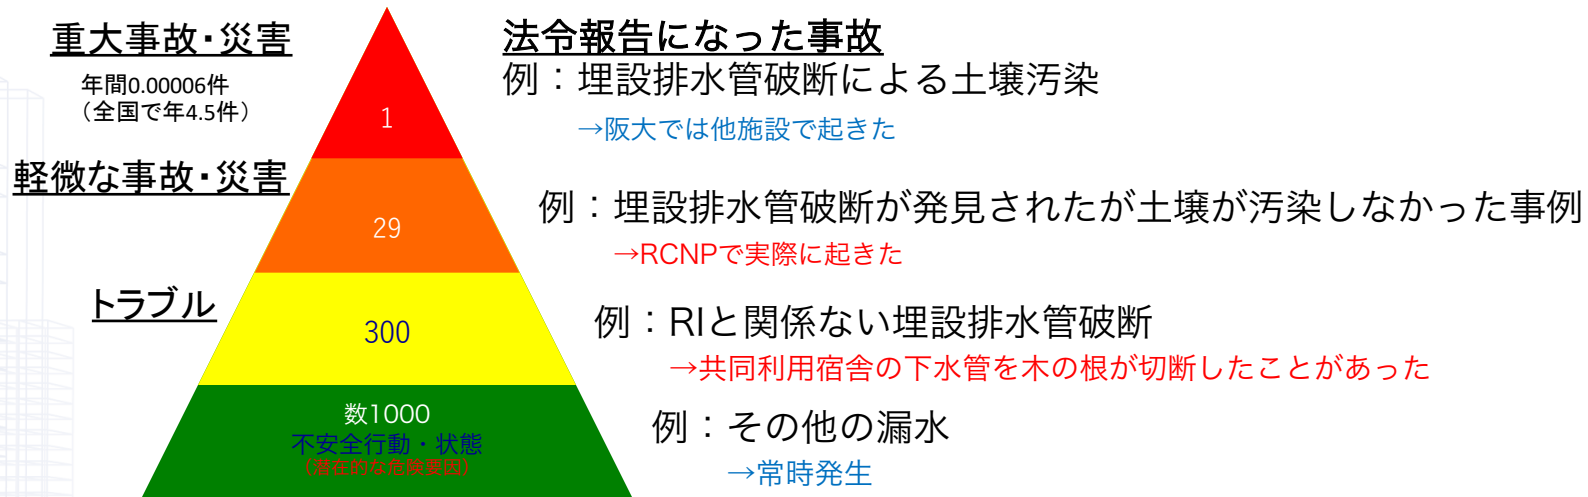 重大事故・災害
年間0.00006件
（全国で年4.5件）
1
法令報告になった事故
例：埋設排水管破断による土壌汚染
→阪大では他施設で起きた
軽微な事故・災害
29
例：埋設排水管破断が発見されたが土壌が汚染しなかった事例
→RCNPで実際に起きた
トラブル
300
例：RIと関係ない埋設排水管破断
→共同利用宿舎の下水管を木の根が切断したことがあった
数1000
不安全行動・状態
（潜在的な危険要因）
例：その他の漏水
→常時発生